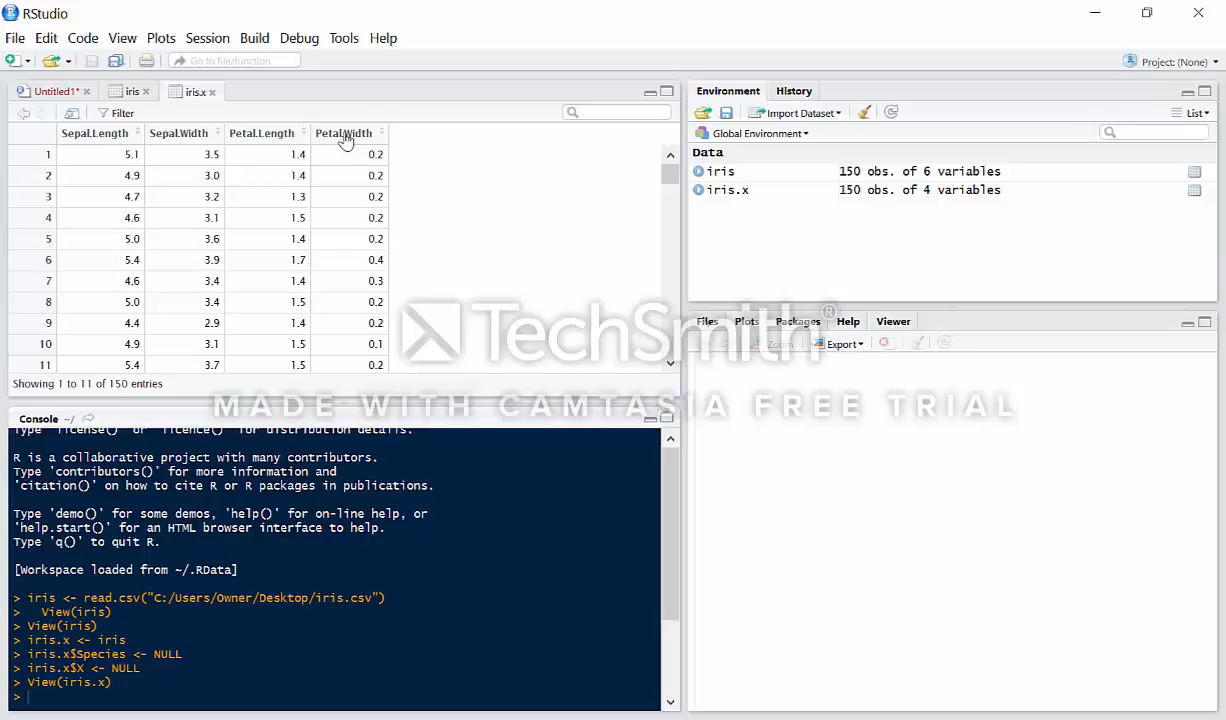 RStudio
File Edit Code View Plots Session Build Debug Tools Help
Go to file/function
Project: (None)
Untitled1* iris iris.x
Filter
Sepal.Length Sepal.Width Petal.Length Petal.Width
1 5.1 3.5 1.4 0.2
2 4.9 3.0 1.4 0.2
3 4.7 3.2 1.3 0.2
4 4.6 3.1 1.5 0.2
5 5.0 3.6 1.4 0.2
6 5.4 3.9 1.7 0.4
7 4.6 3.4 1.4 0.3
8 5.0 3.4 1.5 0.2
9 4.4 2.9 1.4 0.2
10 4.9 3.1 1.5 0.1
11 5.4 3.7 1.5 0.2
Showing 1 to 11 of 150 entries
Environment History
Import Dataset
List
Global Environment
Data
iris 150 obs. of 6 variables
iris.x 150 obs. of 4 variables
Files Plots Packages Help Viewer
Zoom Export
TechSmith®
MADE WITH CAMTASIA FREE TRIAL
Console ~/
Type 'license()' or 'licence()' for distribution details.
R is a collaborative project with many contributors.
Type 'contributors()' for more information and
'citation()' on how to cite R or R packages in publications.
Type 'demo()' for some demos, 'help()' for on-line help, or
'help.start()' for an HTML browser interface to help.
Type 'q()' to quit R.
[Workspace loaded from ~/.RData]
> iris <- read.csv("C:/Users/Owner/Desktop/iris.csv")
>   View(iris)
> View(iris)
> iris.x <- iris
> iris.x$Species <- NULL
> iris.x$X <- NULL
> View(iris.x)
>